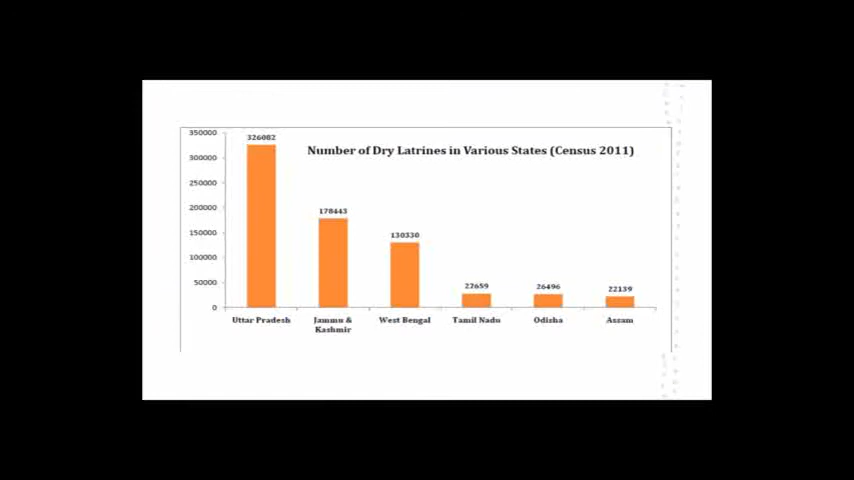 Number of Dry Latrines in Various States (Census 2011)
350000
300000
250000
200000
150000
100000
50000
0
326082
178443
130330
22659
26496
22139
Uttar Pradesh
Jammu &
Kashmir
West Bengal
Tamil Nadu
Odisha
Assam